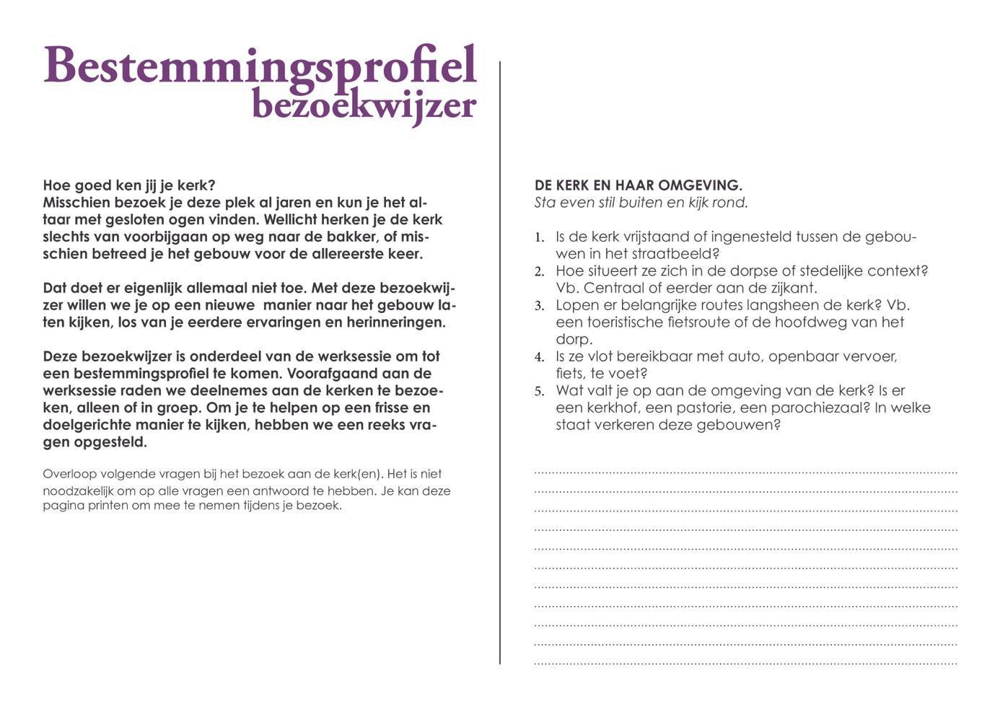 Bestemmingsprofiel
bezoekwijzer
Hoe goed ken jij je kerk?
Misschien bezoek je deze plek al jaren en kun je het al-
taar met gesloten ogen vinden. Wellicht herken je de kerk
slechts van voorbijgaan op weg naar de bakker, of mis-
schien betreed je het gebouw voor de allereerste keer.
Dat doet er eigenlijk allemaal niet toe. Met deze bezoekwij-
zer willen we je op een nieuwe  manier naar het gebouw la-
ten kijken, los van je eerdere ervaringen en herinneringen.
Deze bezoekwijzer is onderdeel van de werksessie om tot
een bestemmingsprofiel te komen. Voorafgaand aan de
werksessie raden we deelnemes aan de kerken te bezoe-
ken, alleen of in groep. Om je te helpen op een frisse en
doelgerichte manier te kijken, hebben we een reeks vra-
gen opgesteld.
Overloop volgende vragen bij het bezoek aan de kerk(en). Het is niet
noodzakelijk om op alle vragen een antwoord te hebben. Je kan deze
pagina printen om mee te nemen tijdens je bezoek.
DE KERK EN HAAR OMGEVING.
Sta even stil buiten en kijk rond.
1. Is de kerk vrijstaand of ingenesteld tussen de gebou-
wen in het straatbeeld?
2. Hoe situeert ze zich in de dorpse of stedelijke context?
Vb. Centraal of eerder aan de zijkant.
3. Lopen er belangrijke routes langsheen de kerk? Vb.
een toeristische fietsroute of de hoofdweg van het
dorp.
4. Is ze vlot bereikbaar met auto, openbaar vervoer,
fiets, te voet?
5. Wat valt je op aan de omgeving van de kerk? Is er
een kerkhof, een pastorie, een parochiezaal? In welke
staat verkeren deze gebouwen?